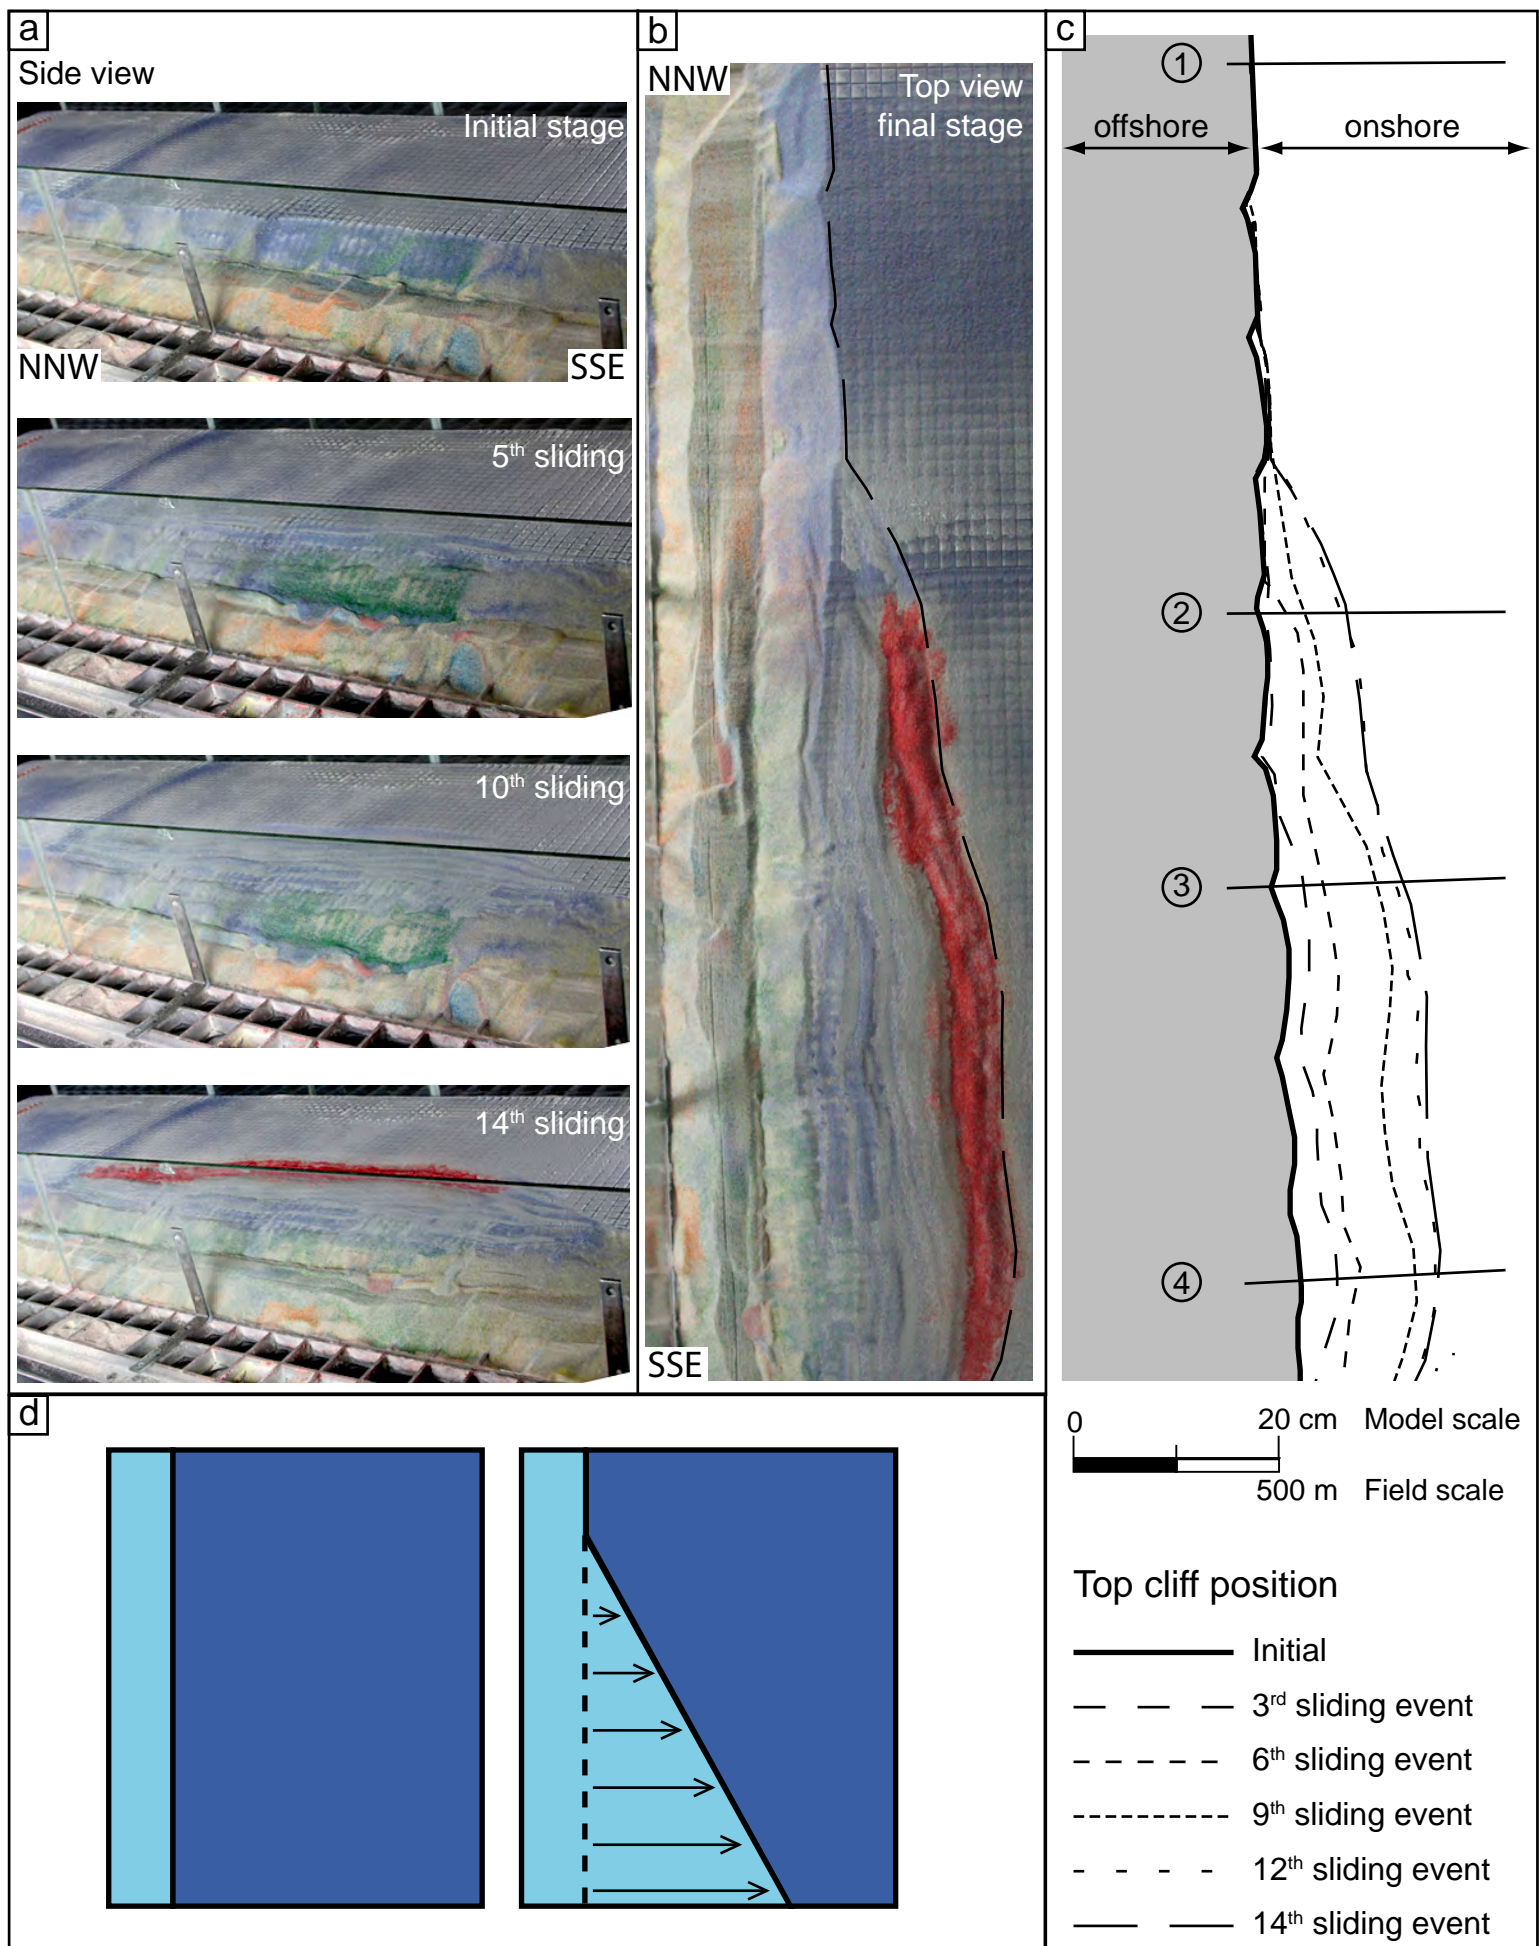 a
Side view
Initial stage
NNW
SSE
5th sliding
10th sliding
14th sliding
b
NNW
Top view
final stage
SSE
c
1
offshore
onshore
2
3
4
0
20 cm
Model scale
500 m
Field scale
Top cliff position
Initial
3rd sliding event
6th sliding event
9th sliding event
12th sliding event
14th sliding event
d